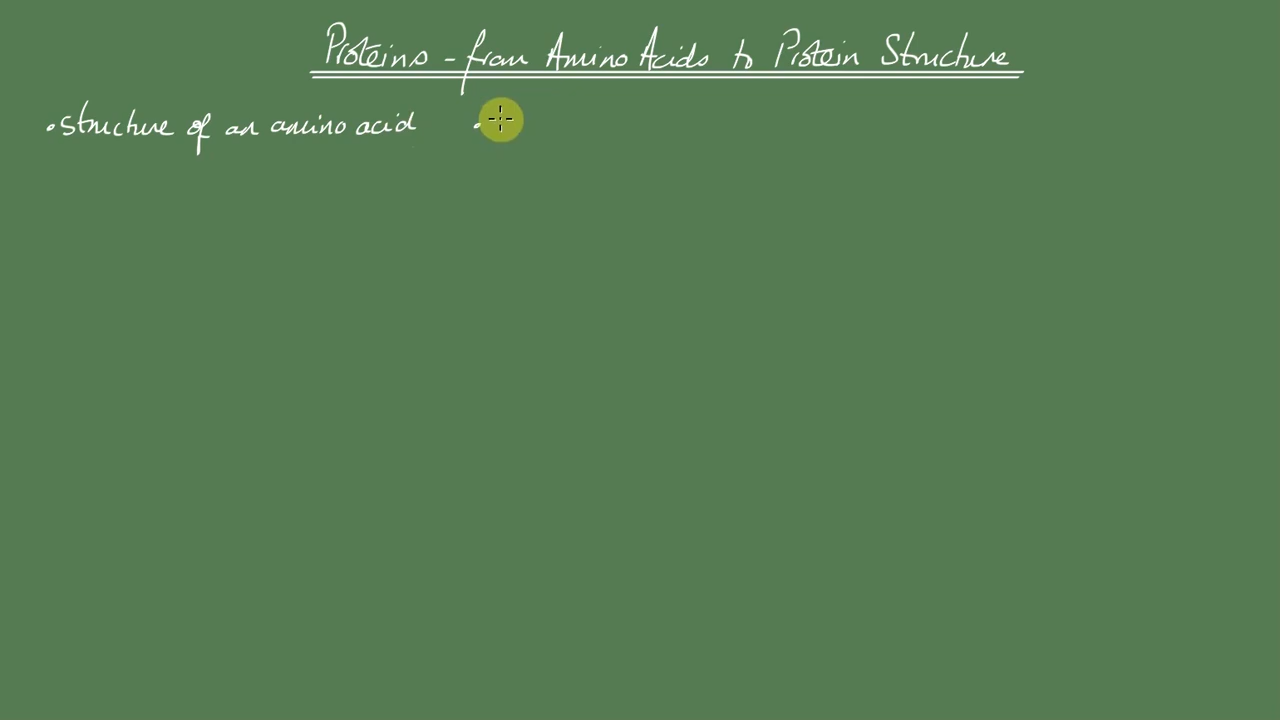 Proteins - from Amino Acids to Protein Structure
• structure of an amino acid •